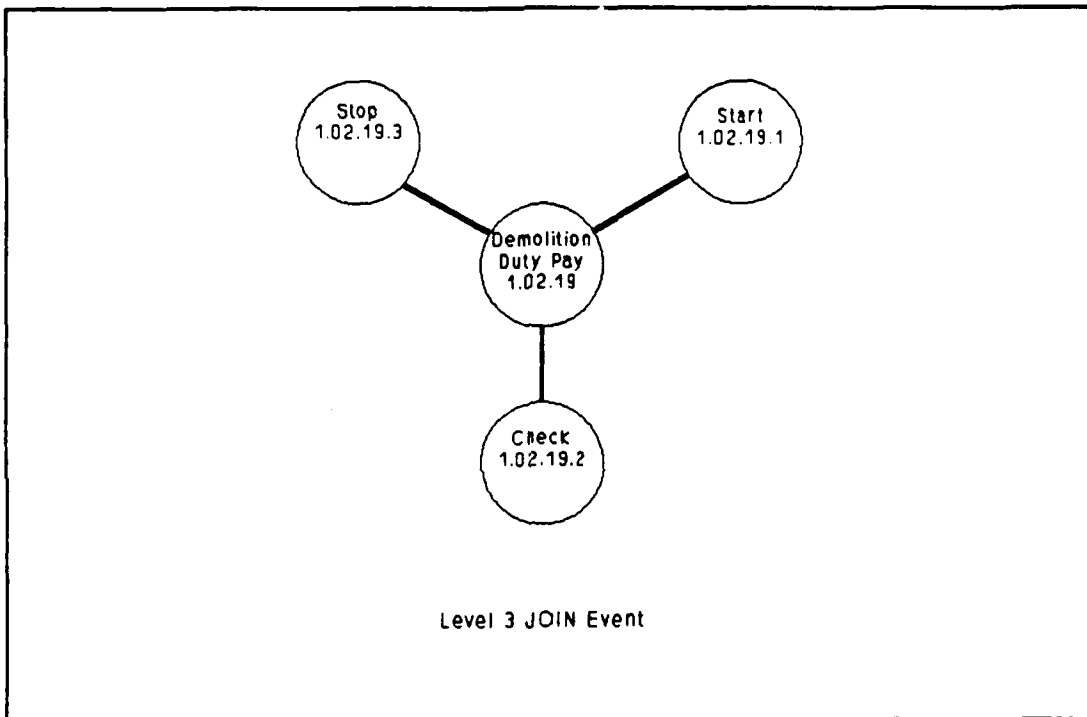 Stop
1.02.19.3
Start
1.02.19.1
Demolition
Duty Pay
1.02.19
Check
1.02.19.2
Level 3 JOIN Event